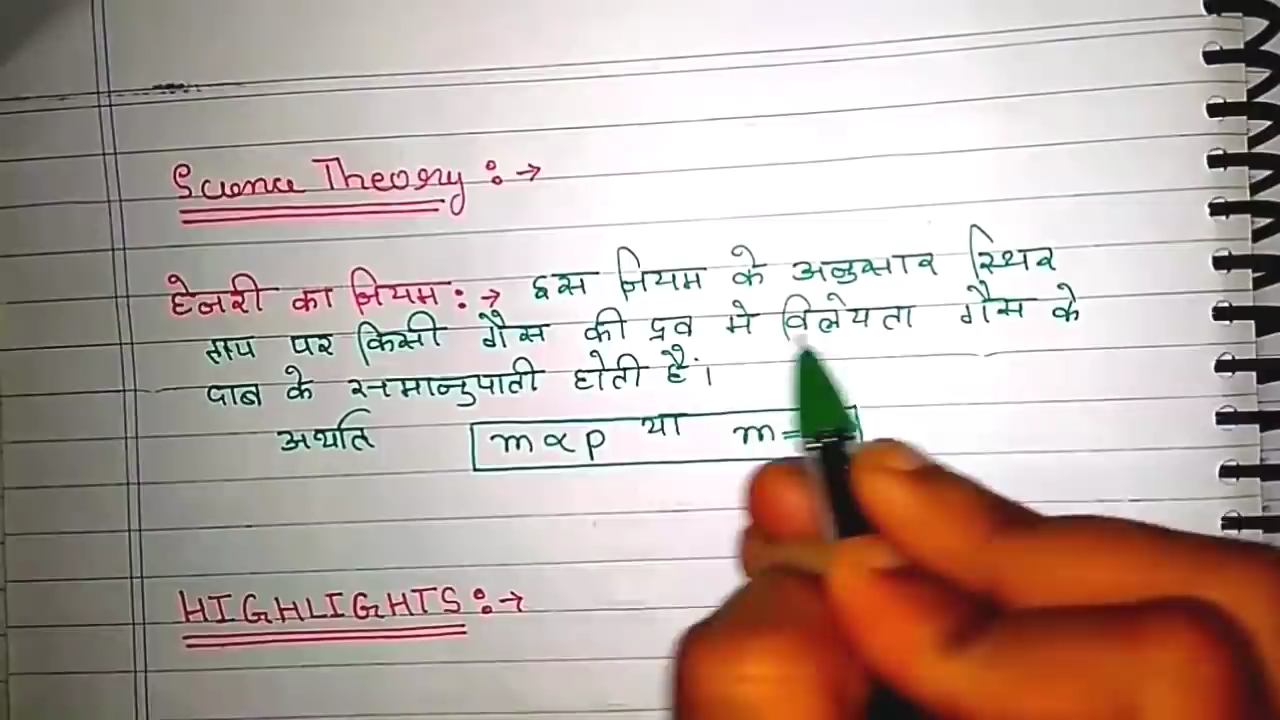 Science Theory :→
हेनरी का नियम :→ इस नियम के अनुसार स्थिर
ताप पर किसी गैस की द्रव मे विलेयता गैस के
दाब के समानुपाती होती है।
अर्थात m ∝ p या m=
HIGHLIGHTS :→